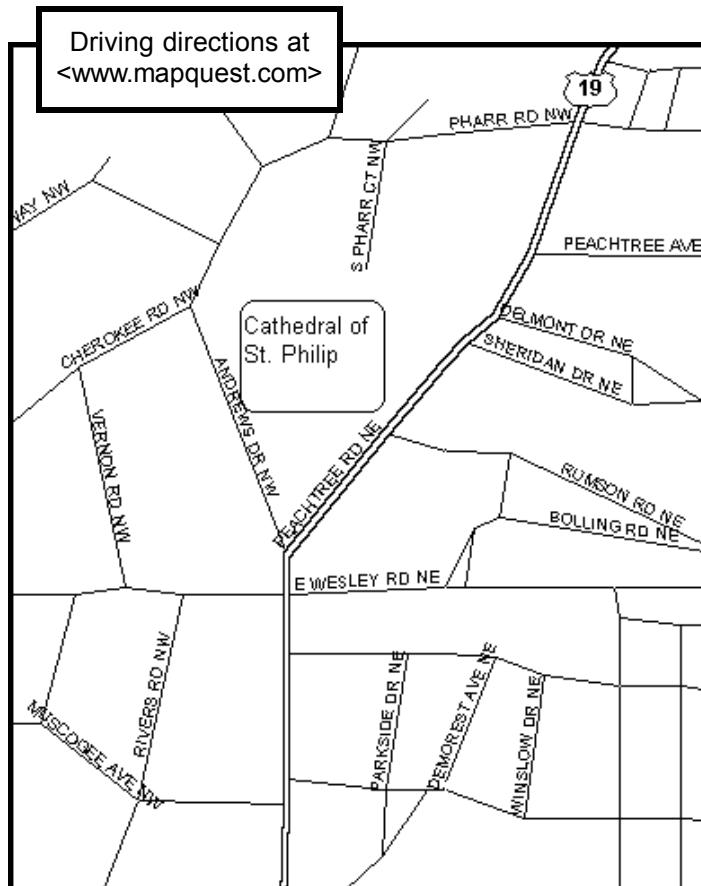 Driving directions at
<www.mapquest.com>
19
PHARR RD NW
WAY NW
S PHARR CT NW
PEACHTREE AVE
CHEROKEE RD NW
Cathedral of
St. Philip
DELMONT DR NE
SHERIDAN DR NE
ANDREWS DR NW
VERNON RD NW
PEACHTREE RD NE
RUMSON RD NE
BOLLING RD NE
E WESLEY RD NE
RIVERS RD NW
MUSCOGEE AVE NW
PARKSIDE DR NE
DEMOREST AVE NE
WINSLOW DR NE